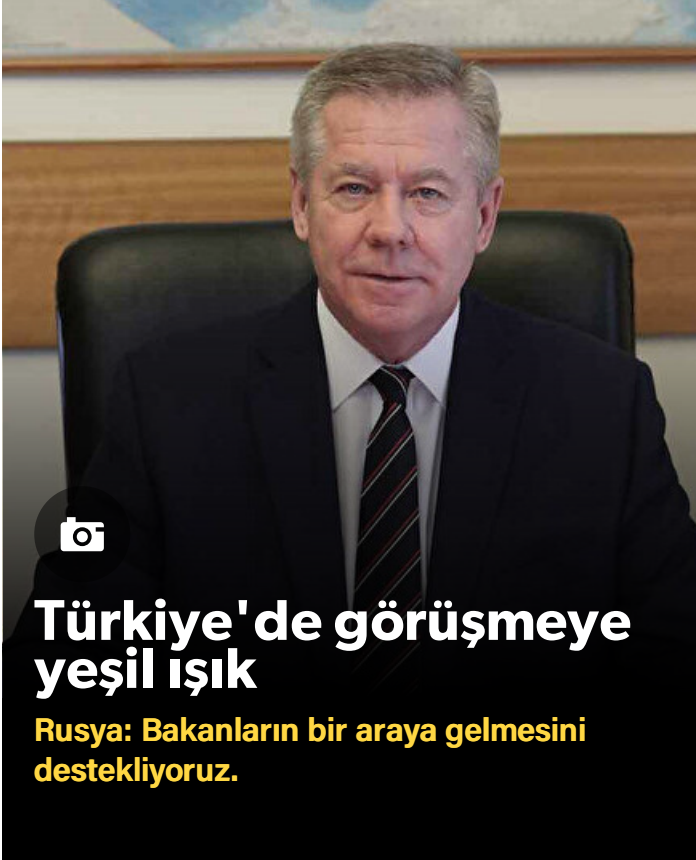 Türkiye'de görüşmeye
yeşil ışık
Rusya: Bakanların bir araya gelmesini
destekliyoruz.